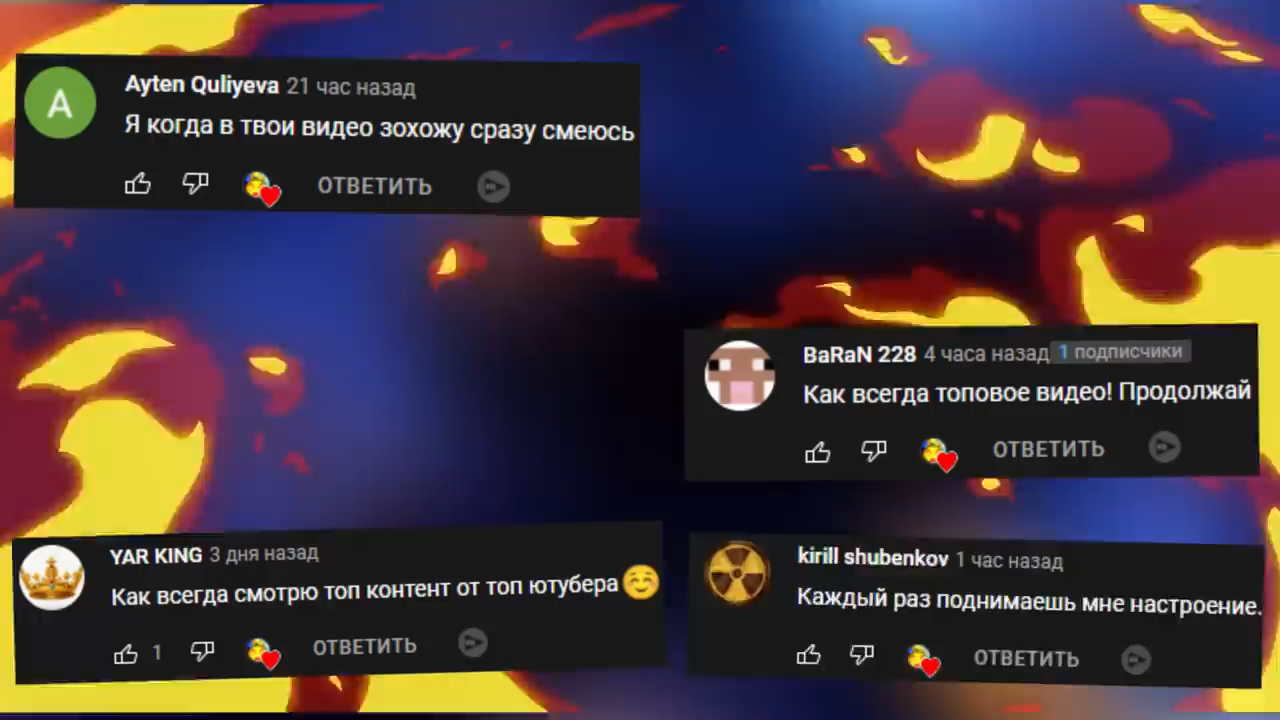 A
Ayten Quliyeva 21 час назад
Я когда в твои видео зохожу сразу смеюсь
ОТВЕТИТЬ
BaRaN 228 4 часа назад 1 подписчики
Как всегда топовое видео! Продолжай
ОТВЕТИТЬ
YAR KING 3 дня назад
Как всегда смотрю топ контент от топ ютубера
1 ОТВЕТИТЬ
kirill shubenkov 1 час назад
Каждый раз поднимаешь мне настроение.
ОТВЕТИТЬ